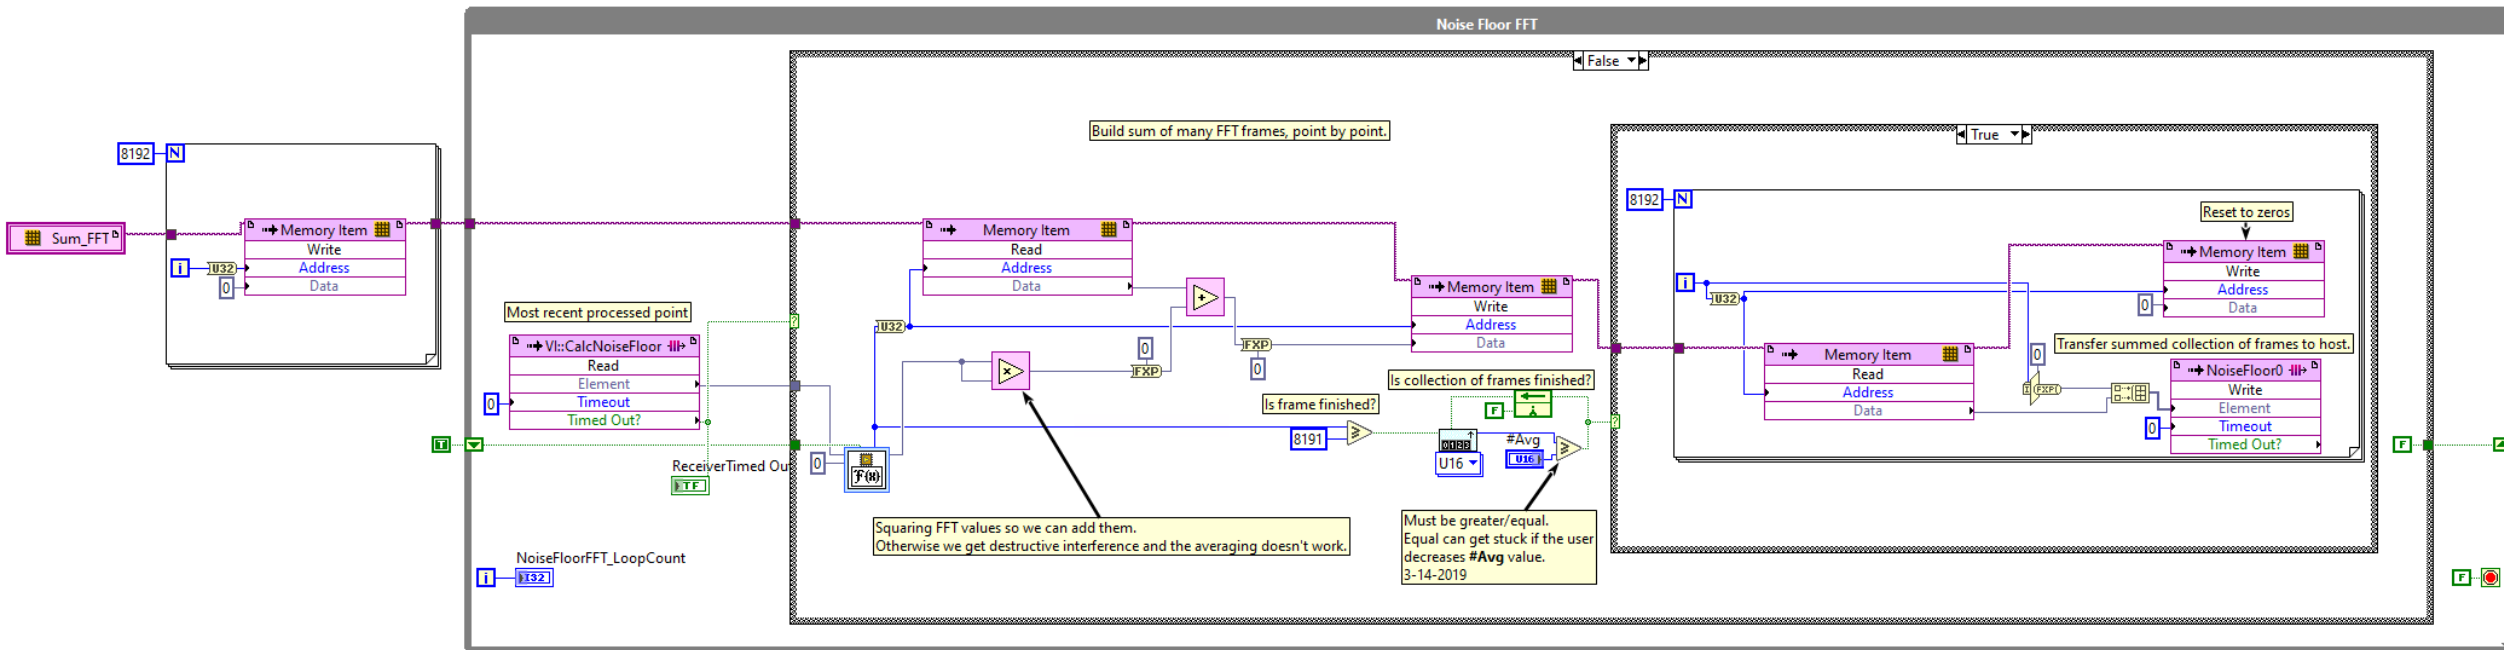 Noise Floor FFT
False
Build sum of many FFT frames, point by point.
True
8192
N
8192
N
Reset to zeros
Sum_FFT
Memory Item
Write
i
U32
Address
0
Data
Memory Item
Read
Address
Data
Memory Item
Write
Address
0
Data
i
U32
Memory Item
Write
Address
Data
Most recent processed point
VI::CalcNoiseFloor
Read
Element
0
Timeout
Timed Out?
?
U32
0
FXP
FXP
0
Transfer summed collection of frames to host.
Memory Item
Read
Address
Data
0
I
FXP(
NoiseFloor0
Write
Element
0
Timeout
Timed Out?
Is collection of frames finished?
F
?
Is frame finished?
8191
0123
U16
#Avg
U16
T
F
ReceiverTimed Ou
TF
0
F(x)
Squaring FFT values so we can add them.
Otherwise we get destructive interference and the averaging doesn't work.
Must be greater/equal.
Equal can get stuck if the user
decreases #Avg value.
3-14-2019
NoiseFloorFFT_LoopCount
i
I32
F